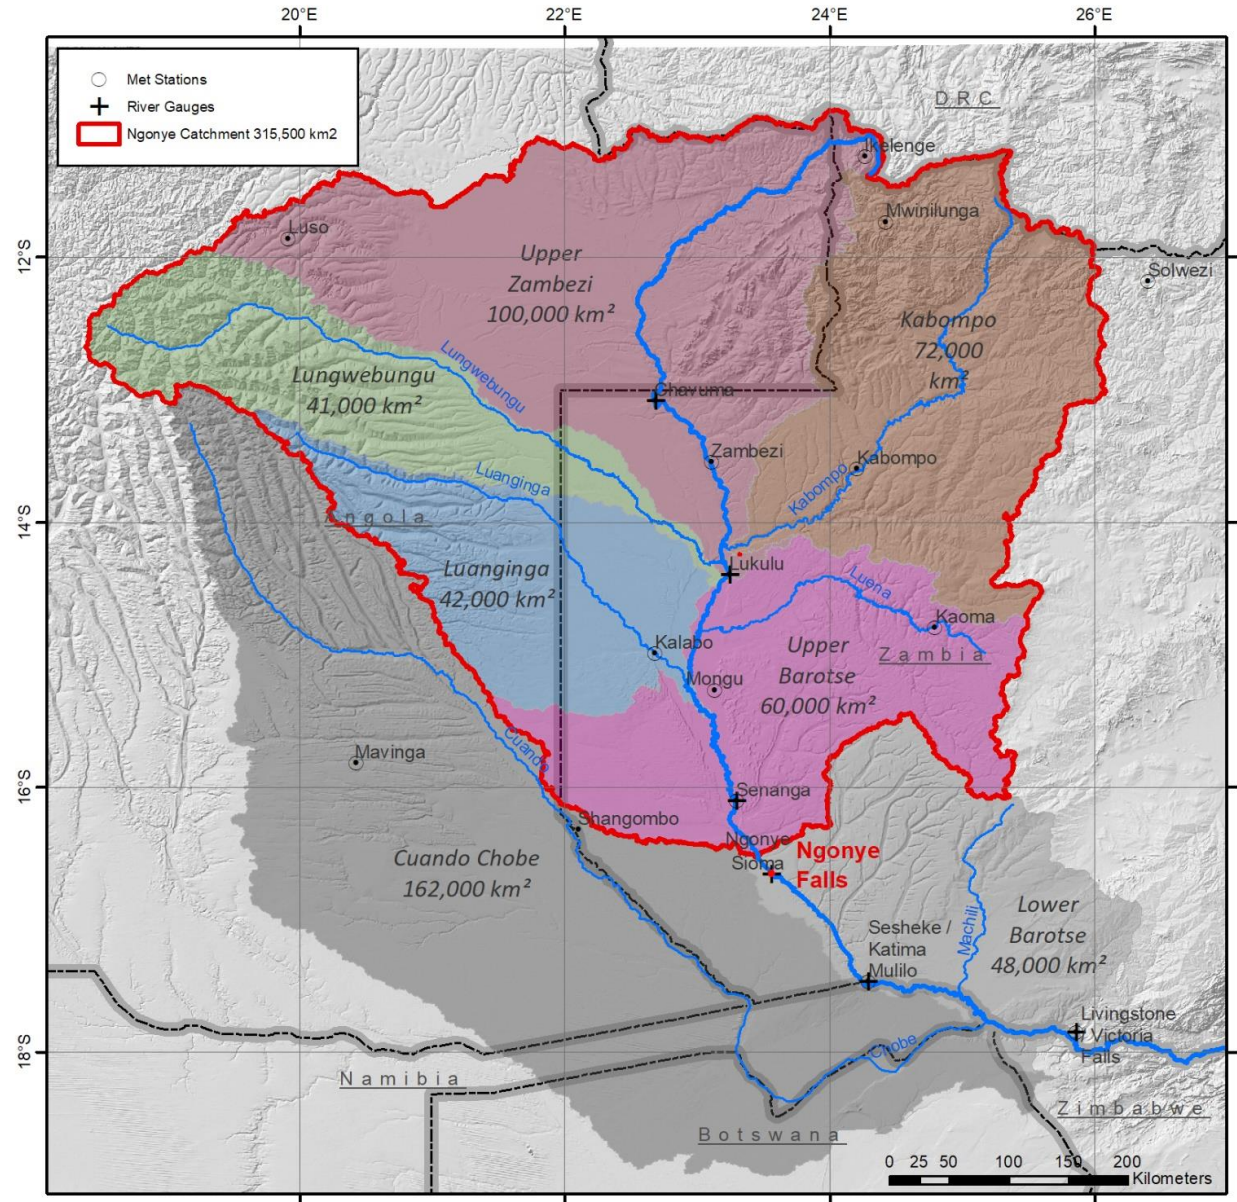 20°E
22°E
24°E
26°E
Met Stations
River Gauges
Ngonye Catchment 315,500 km2
DRC
Ikelenge
Mwinilunga
Luso
12°S
Solwezi
Upper
Zambezi
100,000 km²
Kabompo
72,000
km²
Lungwebungu
Lungwebungu
41,000 km²
Chavuma
Zambezi
Kabompo
Kabompo
Luanginga
14°S
Angola
Lukulu
Luanginga
42,000 km²
Luena
Kaoma
Zambia
Kalabo
Mongu
Upper
Barotse
60,000 km²
Cuando
Mavinga
16°S
Senanga
Shangombo
Ngonye
Sioma
Ngonye
Falls
Cuando Chobe
162,000 km²
Machili
Lower
Barotse
48,000 km²
Sesheke /
Katima
Mulilo
Livingstone
/ Victoria
Falls
18°S
Chobe
Namibia
Zimbabwe
Botswana
0 25 50 100 150 200
Kilometers